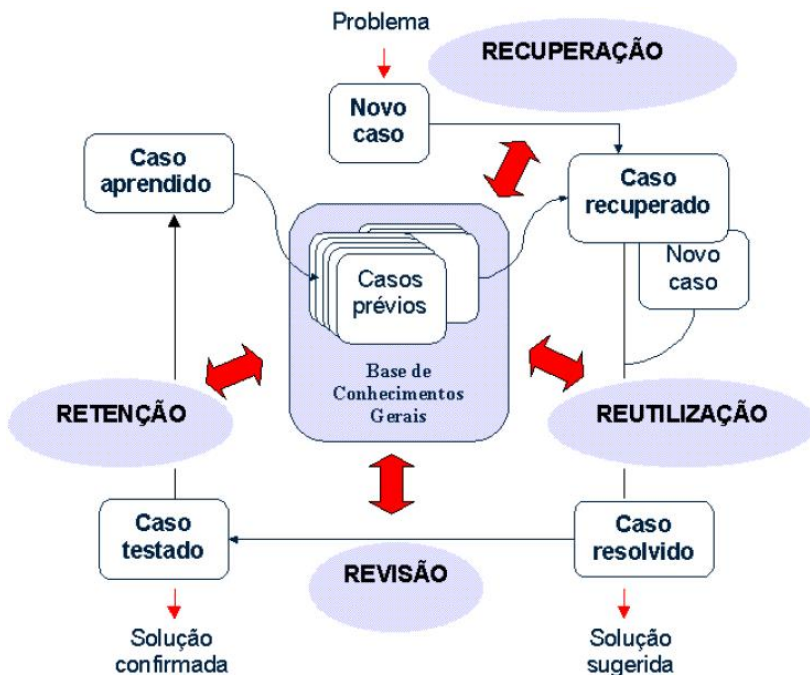 Problema
RECUPERAÇÃO
Novo
caso
Caso
aprendido
Caso
recuperado
Novo
caso
Casos
prévios
Base de
Conhecimentos
Gerais
RETENÇÃO
REUTILIZAÇÃO
Caso
testado
Caso
resolvido
REVISÃO
Solução
confirmada
Solução
sugerida